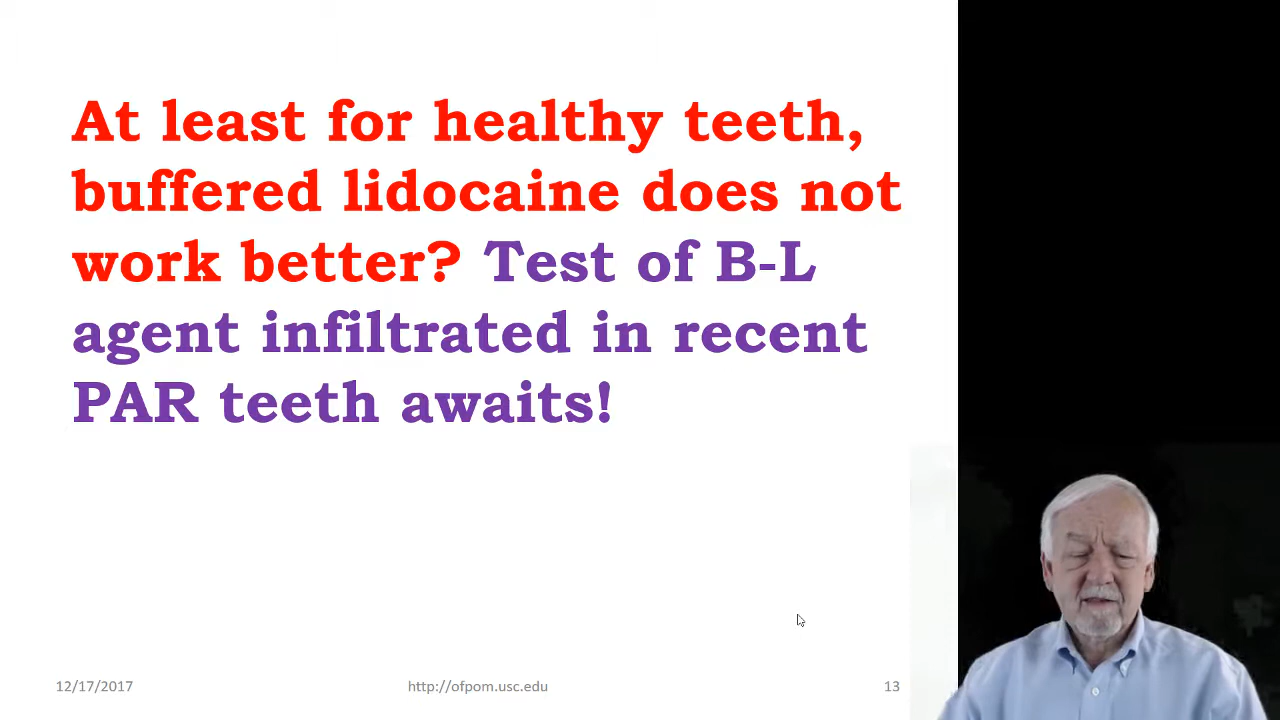 At least for healthy teeth,
buffered lidocaine does not
work better? Test of B-L
agent infiltrated in recent
PAR teeth awaits!
12/17/2017
http://ofpom.usc.edu
13